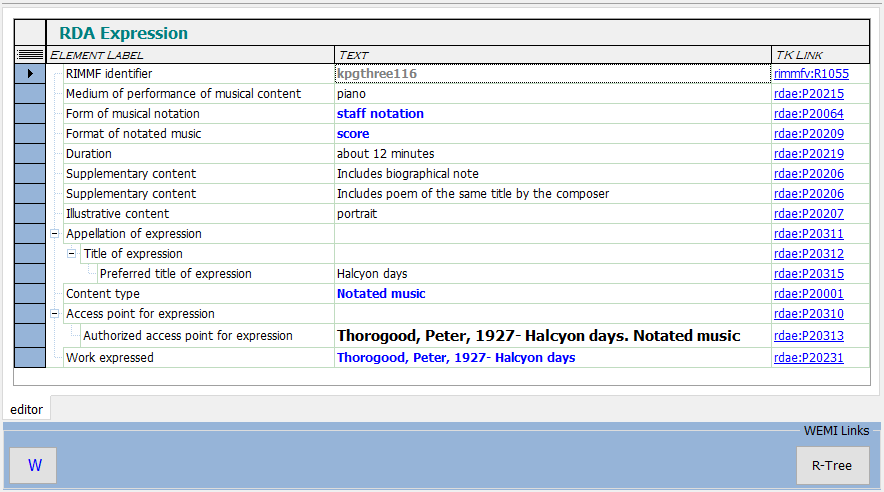 RDA Expression
ELEMENT LABEL TEXT TK LINK
RIMMF identifier kpgthree116 rimmfv:R1055
Medium of performance of musical content piano rdae:P20215
Form of musical notation staff notation rdae:P20064
Format of notated music score rdae:P20209
Duration about 12 minutes rdae:P20219
Supplementary content Includes biographical note rdae:P20206
Supplementary content Includes poem of the same title by the composer rdae:P20206
Illustrative content portrait rdae:P20207
Appellation of expression rdae:P20311
Title of expression rdae:P20312
Preferred title of expression Halcyon days rdae:P20315
Content type Notated music rdae:P20001
Access point for expression rdae:P20310
Authorized access point for expression Thorogood, Peter, 1927- Halcyon days. Notated music rdae:P20313
Work expressed Thorogood, Peter, 1927- Halcyon days rdae:P20231
editor
WEMI Links
W R-Tree